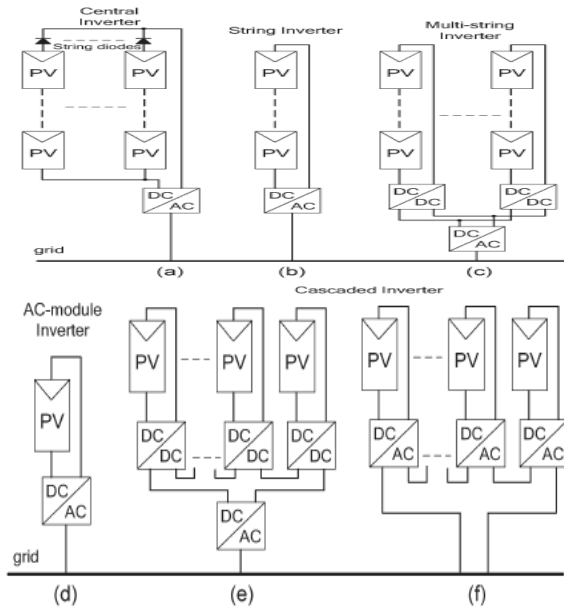 Central
Inverter
String diodes
PV PV
PV PV
DC
AC
String Inverter
PV
PV
DC
AC
Multi-string
Inverter
PV PV
PV PV
DC DC
DC DC
DC
AC
grid
(a) (b) (c)
AC-module
Inverter
PV
DC
AC
Cascaded Inverter
PV PV PV
DC DC DC
DC DC DC
DC
AC
PV PV PV
DC DC DC
AC AC AC
grid
(d) (e) (f)